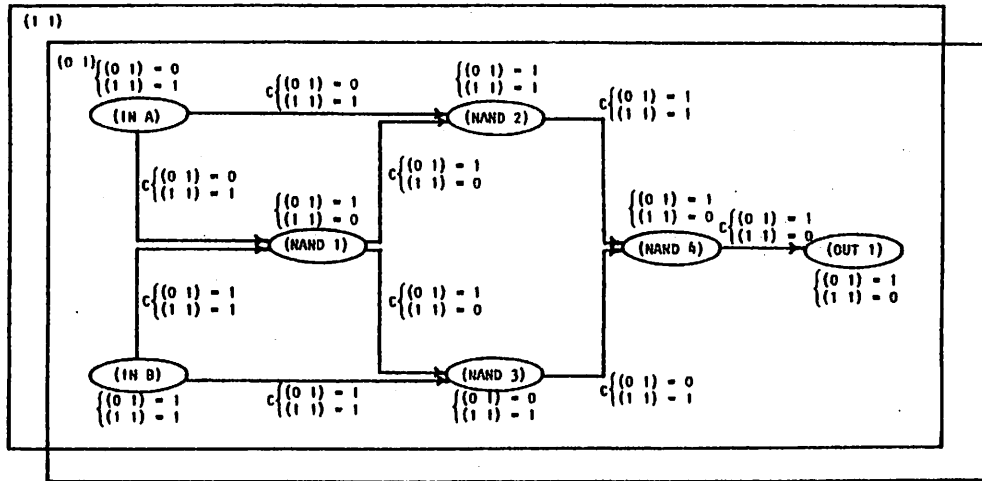 (1 1)
(0 1)
(0 1) = 0
(1 1) = 1
(IN A)
C
(0 1) = 0
(1 1) = 1
(0 1) = 1
(1 1) = 1
(NAND 2)
C
(0 1) = 1
(1 1) = 1
C
(0 1) = 0
(1 1) = 1
C
(0 1) = 1
(1 1) = 0
(0 1) = 1
(1 1) = 0
(NAND 1)
(0 1) = 1
(1 1) = 0
(NAND 4)
C
(0 1) = 1
(1 1) = 0
(OUT 1)
(0 1) = 1
(1 1) = 0
C
(0 1) = 1
(1 1) = 1
C
(0 1) = 1
(1 1) = 0
(IN B)
(0 1) = 1
(1 1) = 1
C
(0 1) = 1
(1 1) = 1
(NAND 3)
(0 1) = 0
(1 1) = 1
C
(0 1) = 0
(1 1) = 1